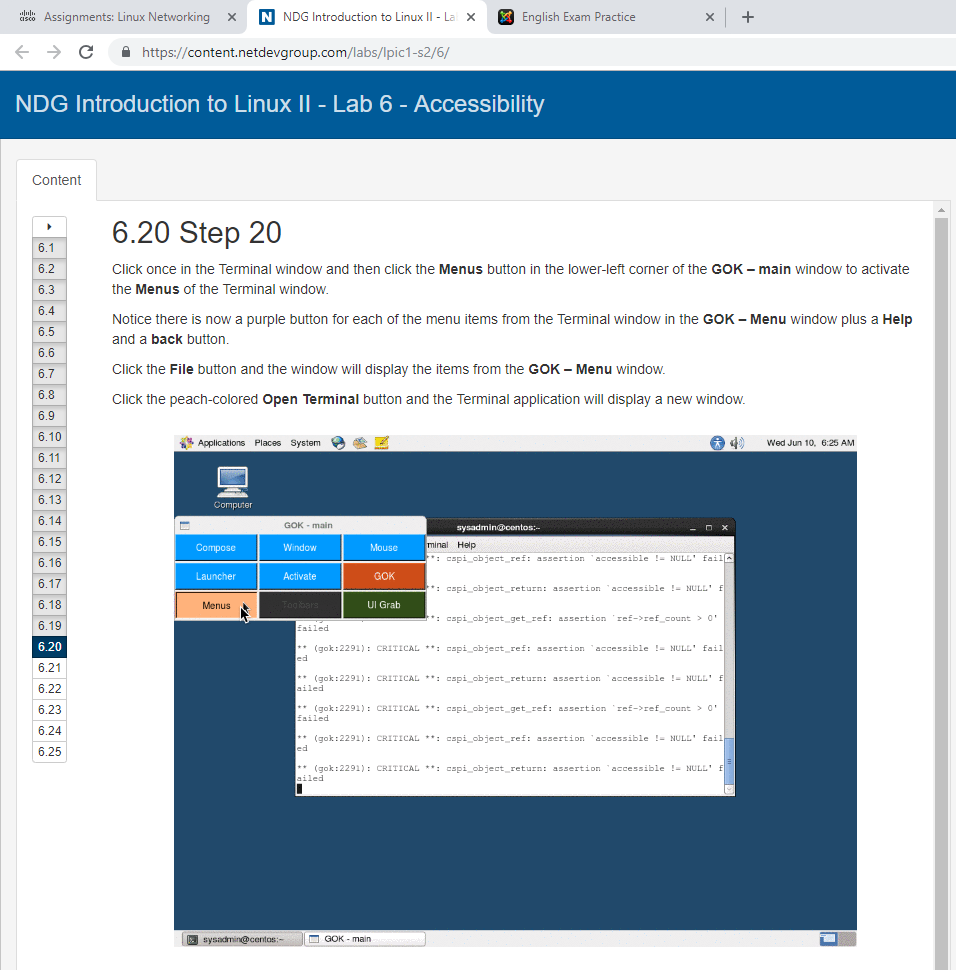 Assignments: Linux Networking
NDG Introduction to Linux II - La
English Exam Practice
https://content.netdevgroup.com/labs/lpic1-s2/6/
NDG Introduction to Linux II - Lab 6 - Accessibility
Content
6.1
6.2
6.3
6.4
6.5
6.6
6.7
6.8
6.9
6.10
6.11
6.12
6.13
6.14
6.15
6.16
6.17
6.18
6.19
6.20
6.21
6.22
6.23
6.24
6.25
6.20 Step 20
Click once in the Terminal window and then click the Menus button in the lower-left corner of the GOK – main window to activate
the Menus of the Terminal window.
Notice there is now a purple button for each of the menu items from the Terminal window in the GOK – Menu window plus a Help
and a back button.
Click the File button and the window will display the items from the GOK – Menu window.
Click the peach-colored Open Terminal button and the Terminal application will display a new window.
Applications Places System Wed Jun 10, 6:25 AM
Computer
GOK - main
Compose Window Mouse
Launcher Activate GOK
Menus Toolbars UI Grab
sysadmin@centos:~
minal Help
**: cspi_object_ref: assertion `accessible != NULL' fail
**: cspi_object_return: assertion `accessible != NULL' f
**: cspi_object_get_ref: assertion `ref->ref_count > 0'
failed
** (gok:2291): CRITICAL **: cspi_object_ref: assertion `accessible != NULL' fail
ed
** (gok:2291): CRITICAL **: cspi_object_return: assertion `accessible != NULL' f
ailed
** (gok:2291): CRITICAL **: cspi_object_get_ref: assertion `ref->ref_count > 0'
failed
** (gok:2291): CRITICAL **: cspi_object_ref: assertion `accessible != NULL' fail
ed
** (gok:2291): CRITICAL **: cspi_object_return: assertion `accessible != NULL' f
ailed
sysadmin@centos:~
GOK - main